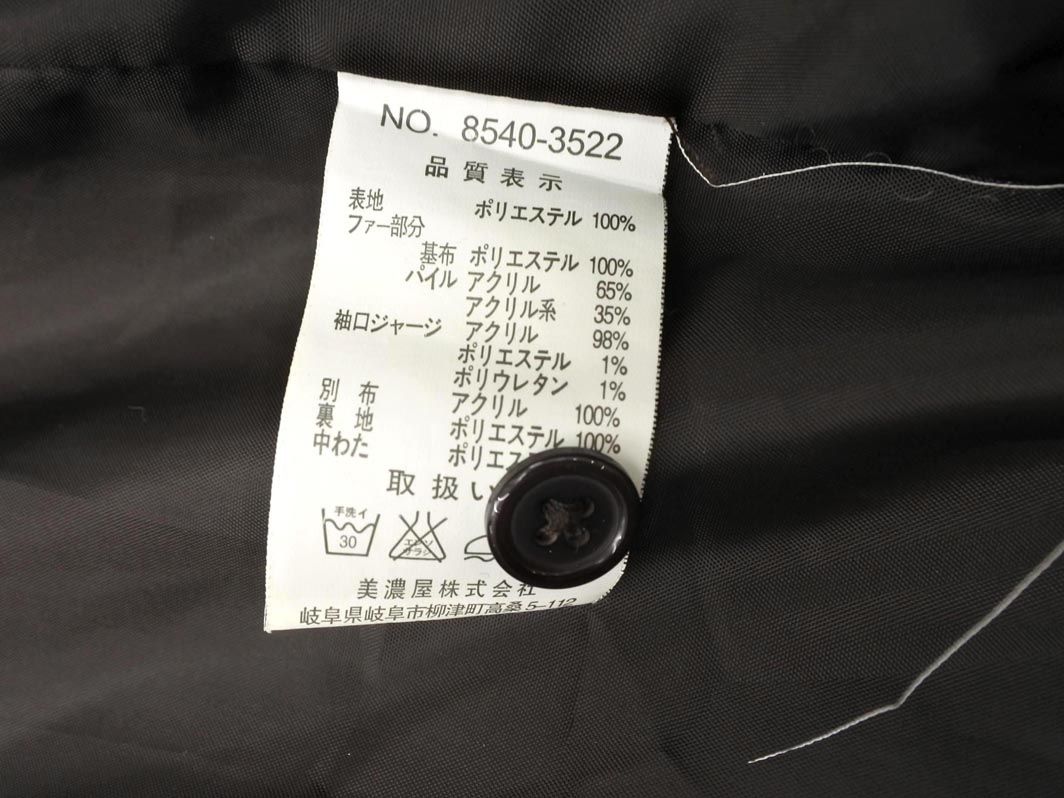 NO. 8540-3522
品質表示
表地 ポリエステル 100%
ファー部分
基布 ポリエステル 100%
パイル アクリル 65%
アクリル系 35%
袖口ジャージ アクリル 98%
ポリエステル 1%
ポリウレタン 1%
別布 アクリル 100%
裏地 ポリエステル 100%
中わた
取扱い
手洗イ エンソ
30 サラシ
美濃屋株式会社
岐阜県岐阜市柳津町高桑5-112